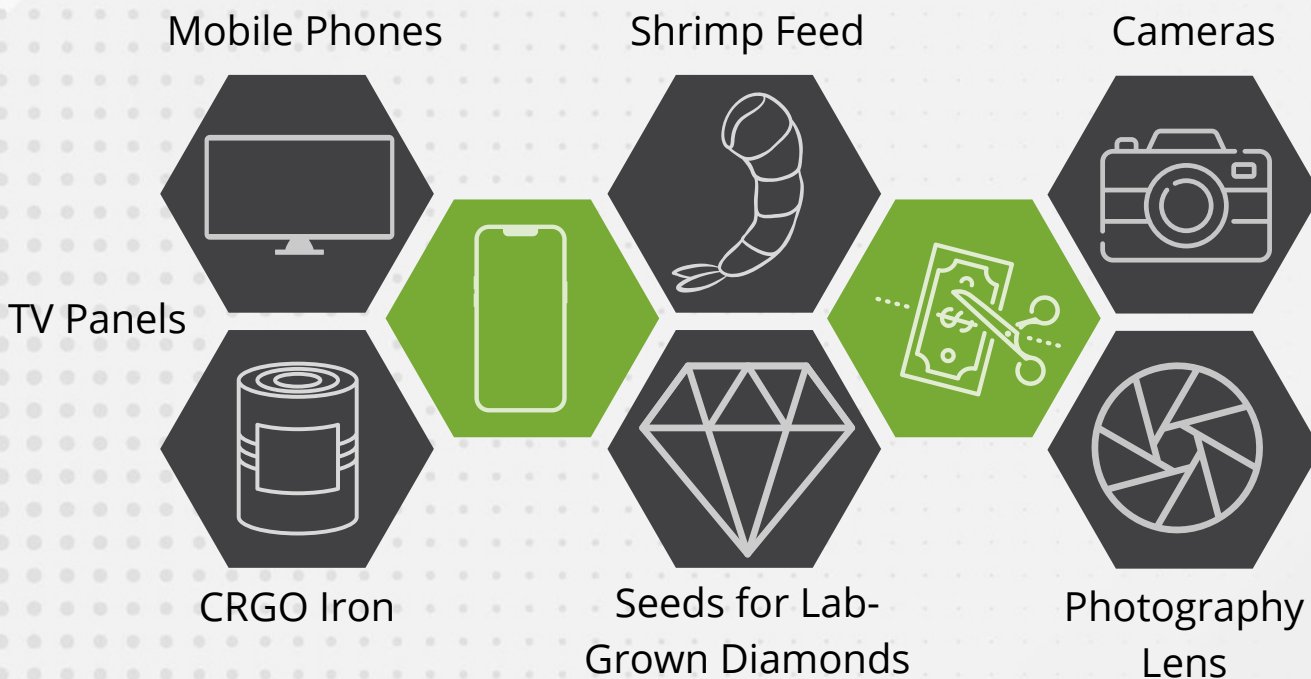 Mobile Phones
Shrimp Feed
Cameras
TV Panels
CRGO Iron
Seeds for Lab-
Grown Diamonds
Photography
Lens